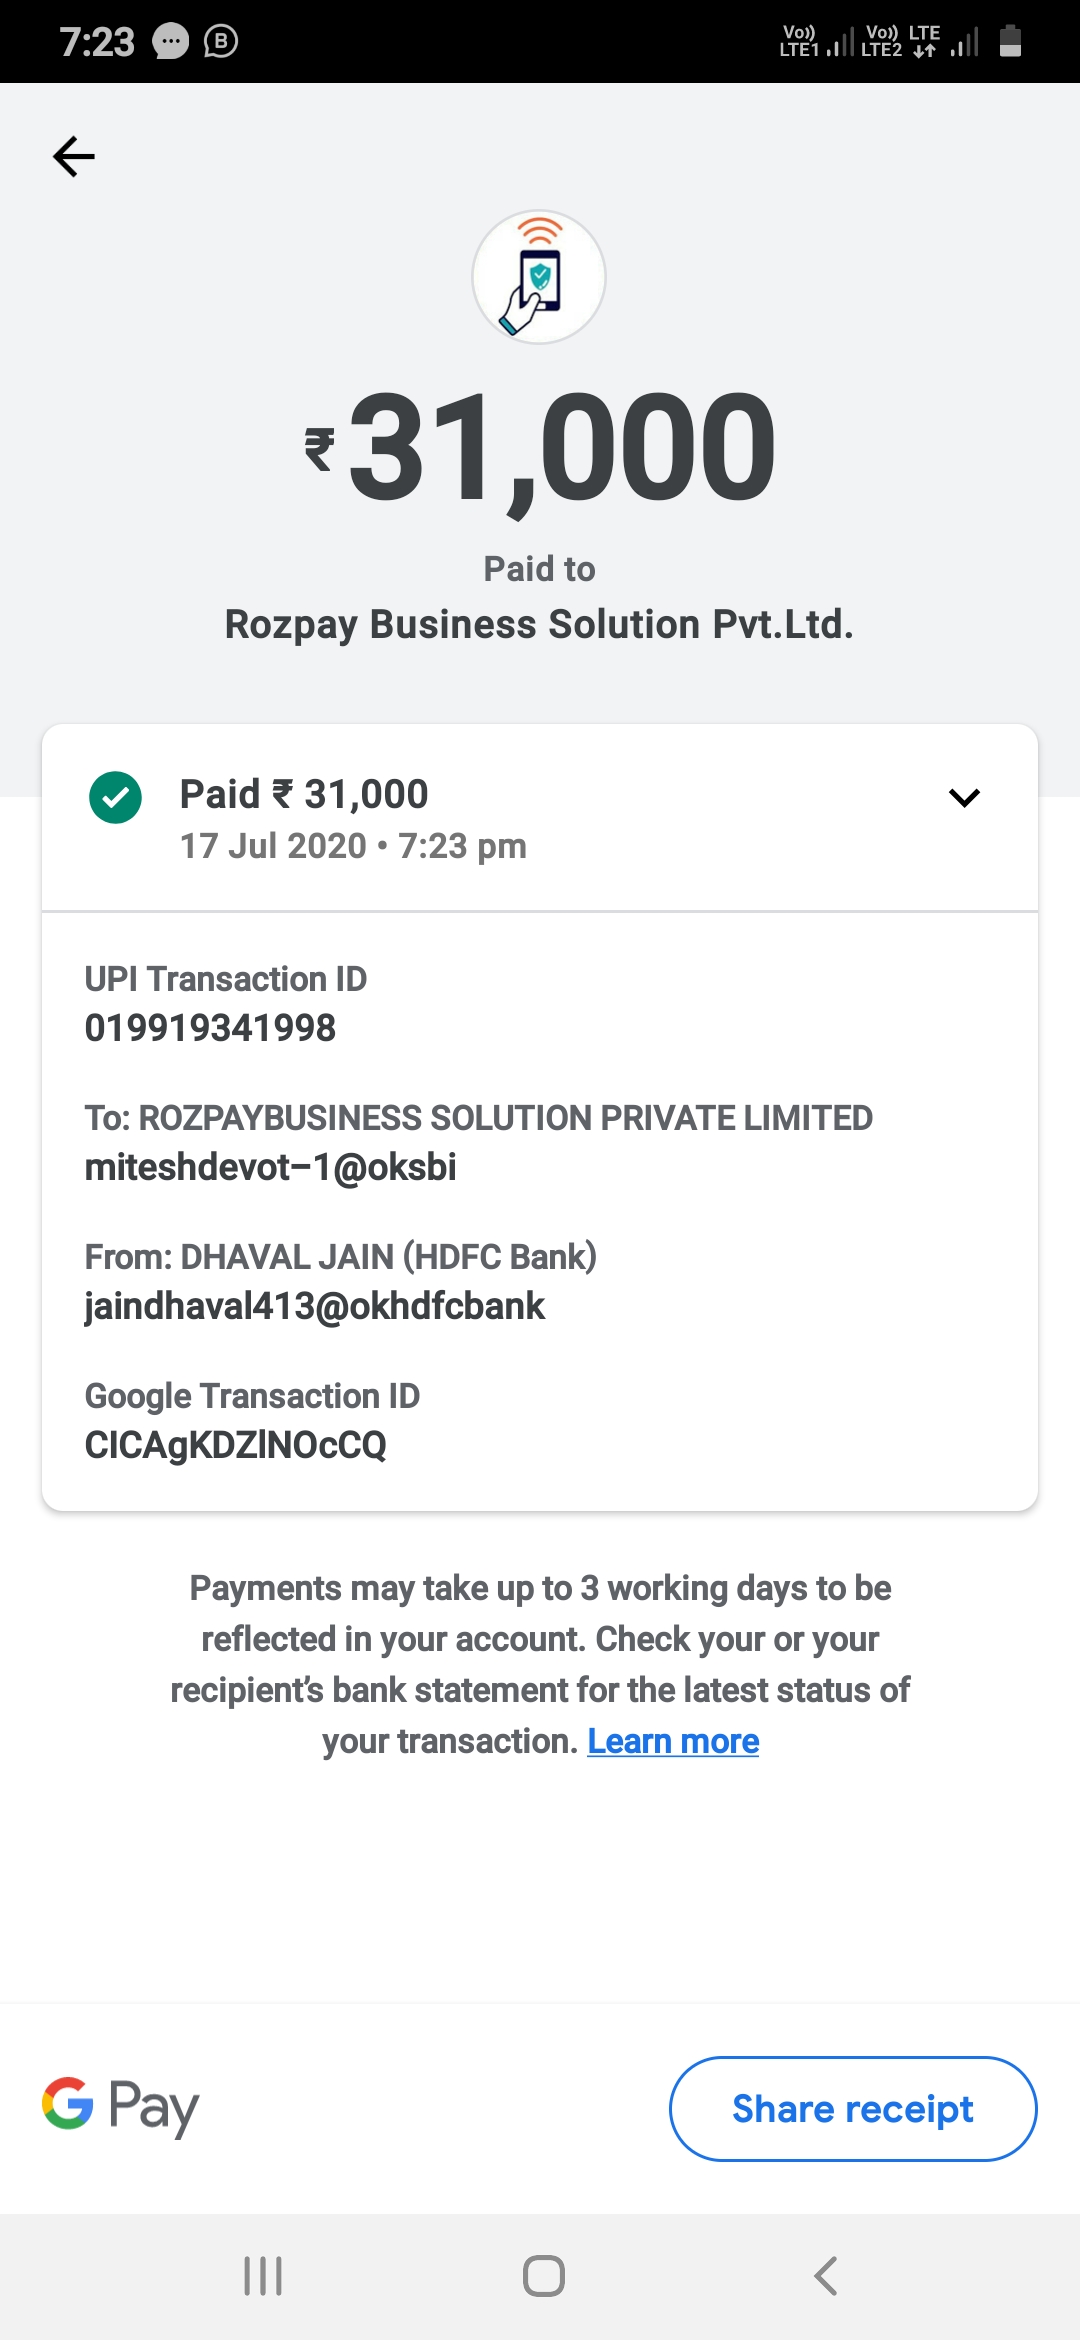 7:23
Vo)) LTE1 Vo)) LTE2 LTE
₹31,000
Paid to
Rozpay Business Solution Pvt.Ltd.
Paid ₹ 31,000
17 Jul 2020 • 7:23 pm
UPI Transaction ID
019919341998
To: ROZPAYBUSINESS SOLUTION PRIVATE LIMITED
miteshdevot-1@oksbi
From: DHAVAL JAIN (HDFC Bank)
jaindhaval413@okhdfcbank
Google Transaction ID
CICAgKDZlNOcCQ
Payments may take up to 3 working days to be
reflected in your account. Check your or your
recipient’s bank statement for the latest status of
your transaction. Learn more
G Pay
Share receipt